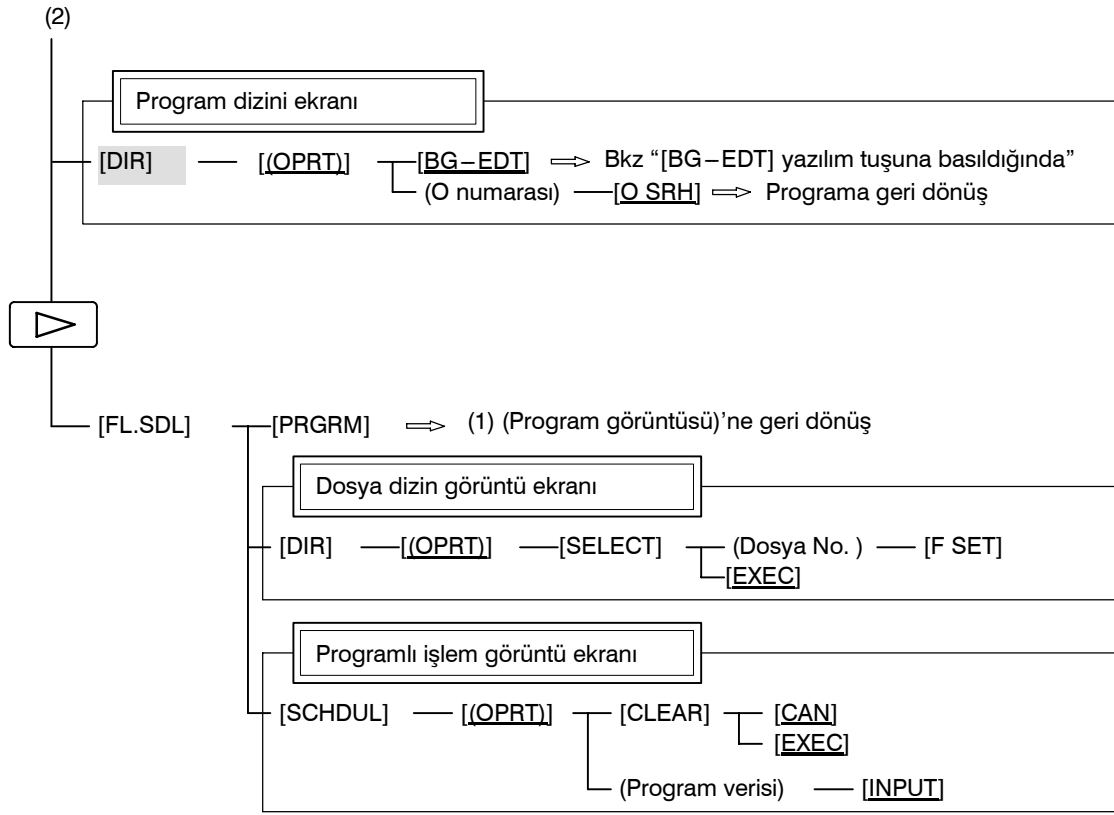 (2)
Program dizini ekranı
[DIR] [(OPRT)] [BG−EDT] Bkz “[BG−EDT] yazılım tuşuna basıldığında”
(O numarası) [O SRH] Programa geri dönüş
[FL.SDL] [PRGRM] (1) (Program görüntüsü)’ne geri dönüş
Dosya dizin görüntü ekranı
[DIR] [(OPRT)] [SELECT] (Dosya No. ) [F SET]
[EXEC]
Programlı işlem görüntü ekranı
[SCHDUL] [(OPRT)] [CLEAR] [CAN]
[EXEC]
(Program verisi) [INPUT]